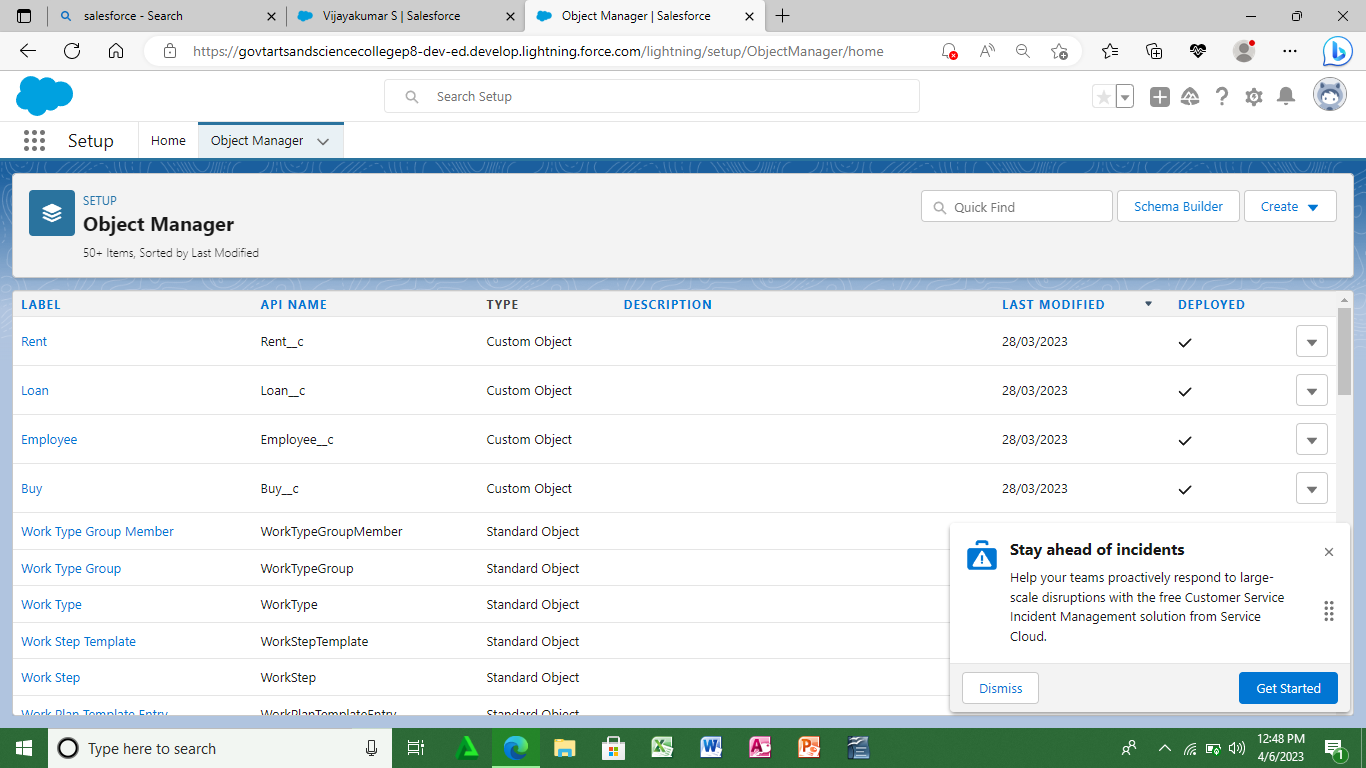 salesforce - Search
Vijayakumar S | Salesforce
Object Manager | Salesforce
https://govtartsandsciencecollegep8-dev-ed.develop.lightning.force.com/lightning/setup/ObjectManager/home
Search Setup
Setup
Home
Object Manager
SETUP
Object Manager
50+ Items, Sorted by Last Modified
Quick Find
Schema Builder
Create
LABEL API NAME TYPE DESCRIPTION LAST MODIFIED DEPLOYED
Rent Rent__c Custom Object 28/03/2023
Loan Loan__c Custom Object 28/03/2023
Employee Employee__c Custom Object 28/03/2023
Buy Buy__c Custom Object 28/03/2023
Work Type Group Member WorkTypeGroupMember Standard Object
Work Type Group WorkTypeGroup Standard Object
Work Type WorkType Standard Object
Work Step Template WorkStepTemplate Standard Object
Work Step WorkStep Standard Object
Work Plan Template Entry WorkPlanTemplateEntry Standard Object
Stay ahead of incidents
Help your teams proactively respond to large-
scale disruptions with the free Customer Service
Incident Management solution from Service
Cloud.
Dismiss
Get Started
Type here to search
12:48 PM
4/6/2023
1